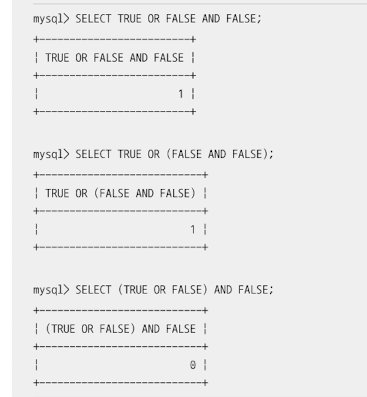 mysql> SELECT TRUE OR FALSE AND FALSE;
+-------------------------+
| TRUE OR FALSE AND FALSE |
+-------------------------+
|                       1 |
+-------------------------+
mysql> SELECT TRUE OR (FALSE AND FALSE);
+---------------------------+
| TRUE OR (FALSE AND FALSE) |
+---------------------------+
|                         1 |
+---------------------------+
mysql> SELECT (TRUE OR FALSE) AND FALSE;
+---------------------------+
| (TRUE OR FALSE) AND FALSE |
+---------------------------+
|                         0 |
+---------------------------+